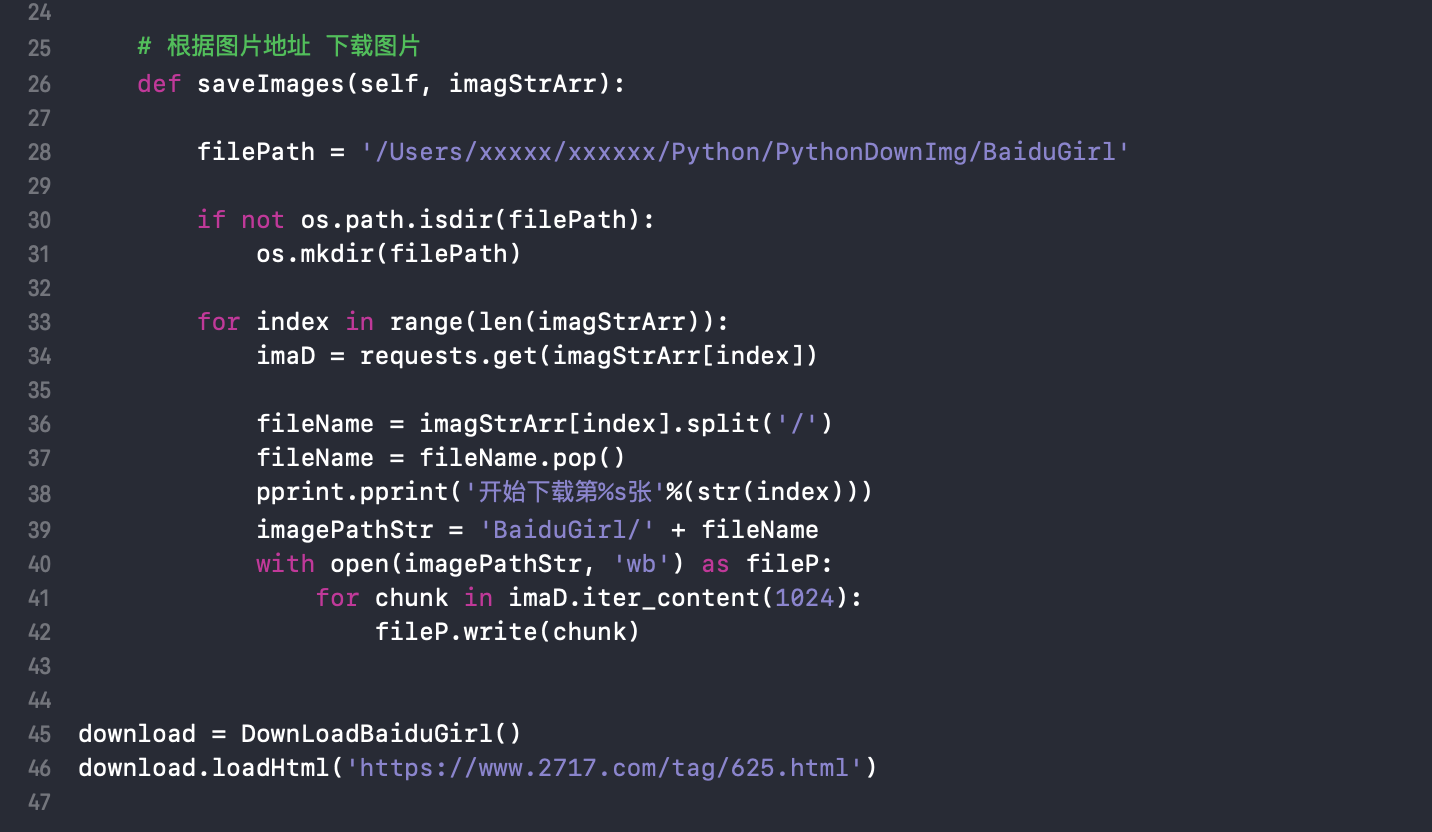 24
25 # 根据图片地址 下载图片
26 def saveImages(self, imagStrArr):
27
28 filePath = '/Users/xxxxx/xxxxxx/Python/PythonDownImg/BaiduGirl'
29
30 if not os.path.isdir(filePath):
31 os.mkdir(filePath)
32
33 for index in range(len(imagStrArr)):
34 imaD = requests.get(imagStrArr[index])
35
36 fileName = imagStrArr[index].split('/')
37 fileName = fileName.pop()
38 pprint.pprint('开始下载第%s张'%(str(index)))
39 imagePathStr = 'BaiduGirl/' + fileName
40 with open(imagePathStr, 'wb') as fileP:
41 for chunk in imaD.iter_content(1024):
42 fileP.write(chunk)
43
44
45 download = DownLoadBaiduGirl()
46 download.loadHtml('https://www.2717.com/tag/625.html')
47